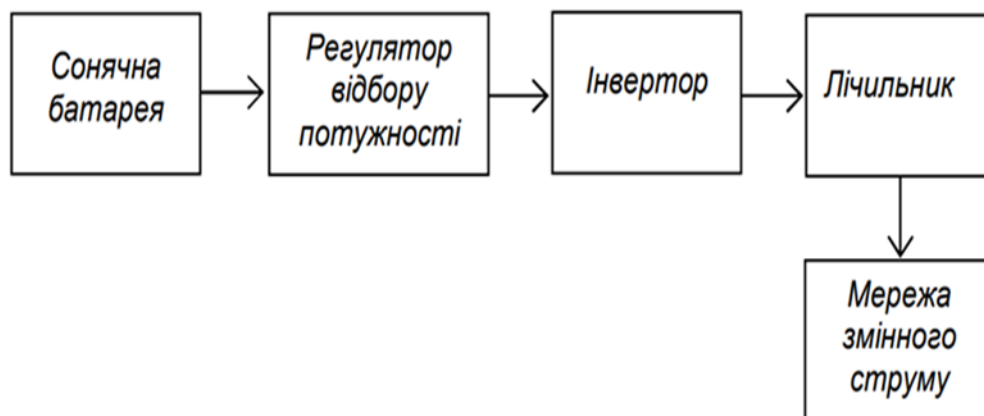 Сонячна
батарея
Регулятор
відбору
потужності
Інвертор
Лічильник
Мережа
змінного
струму